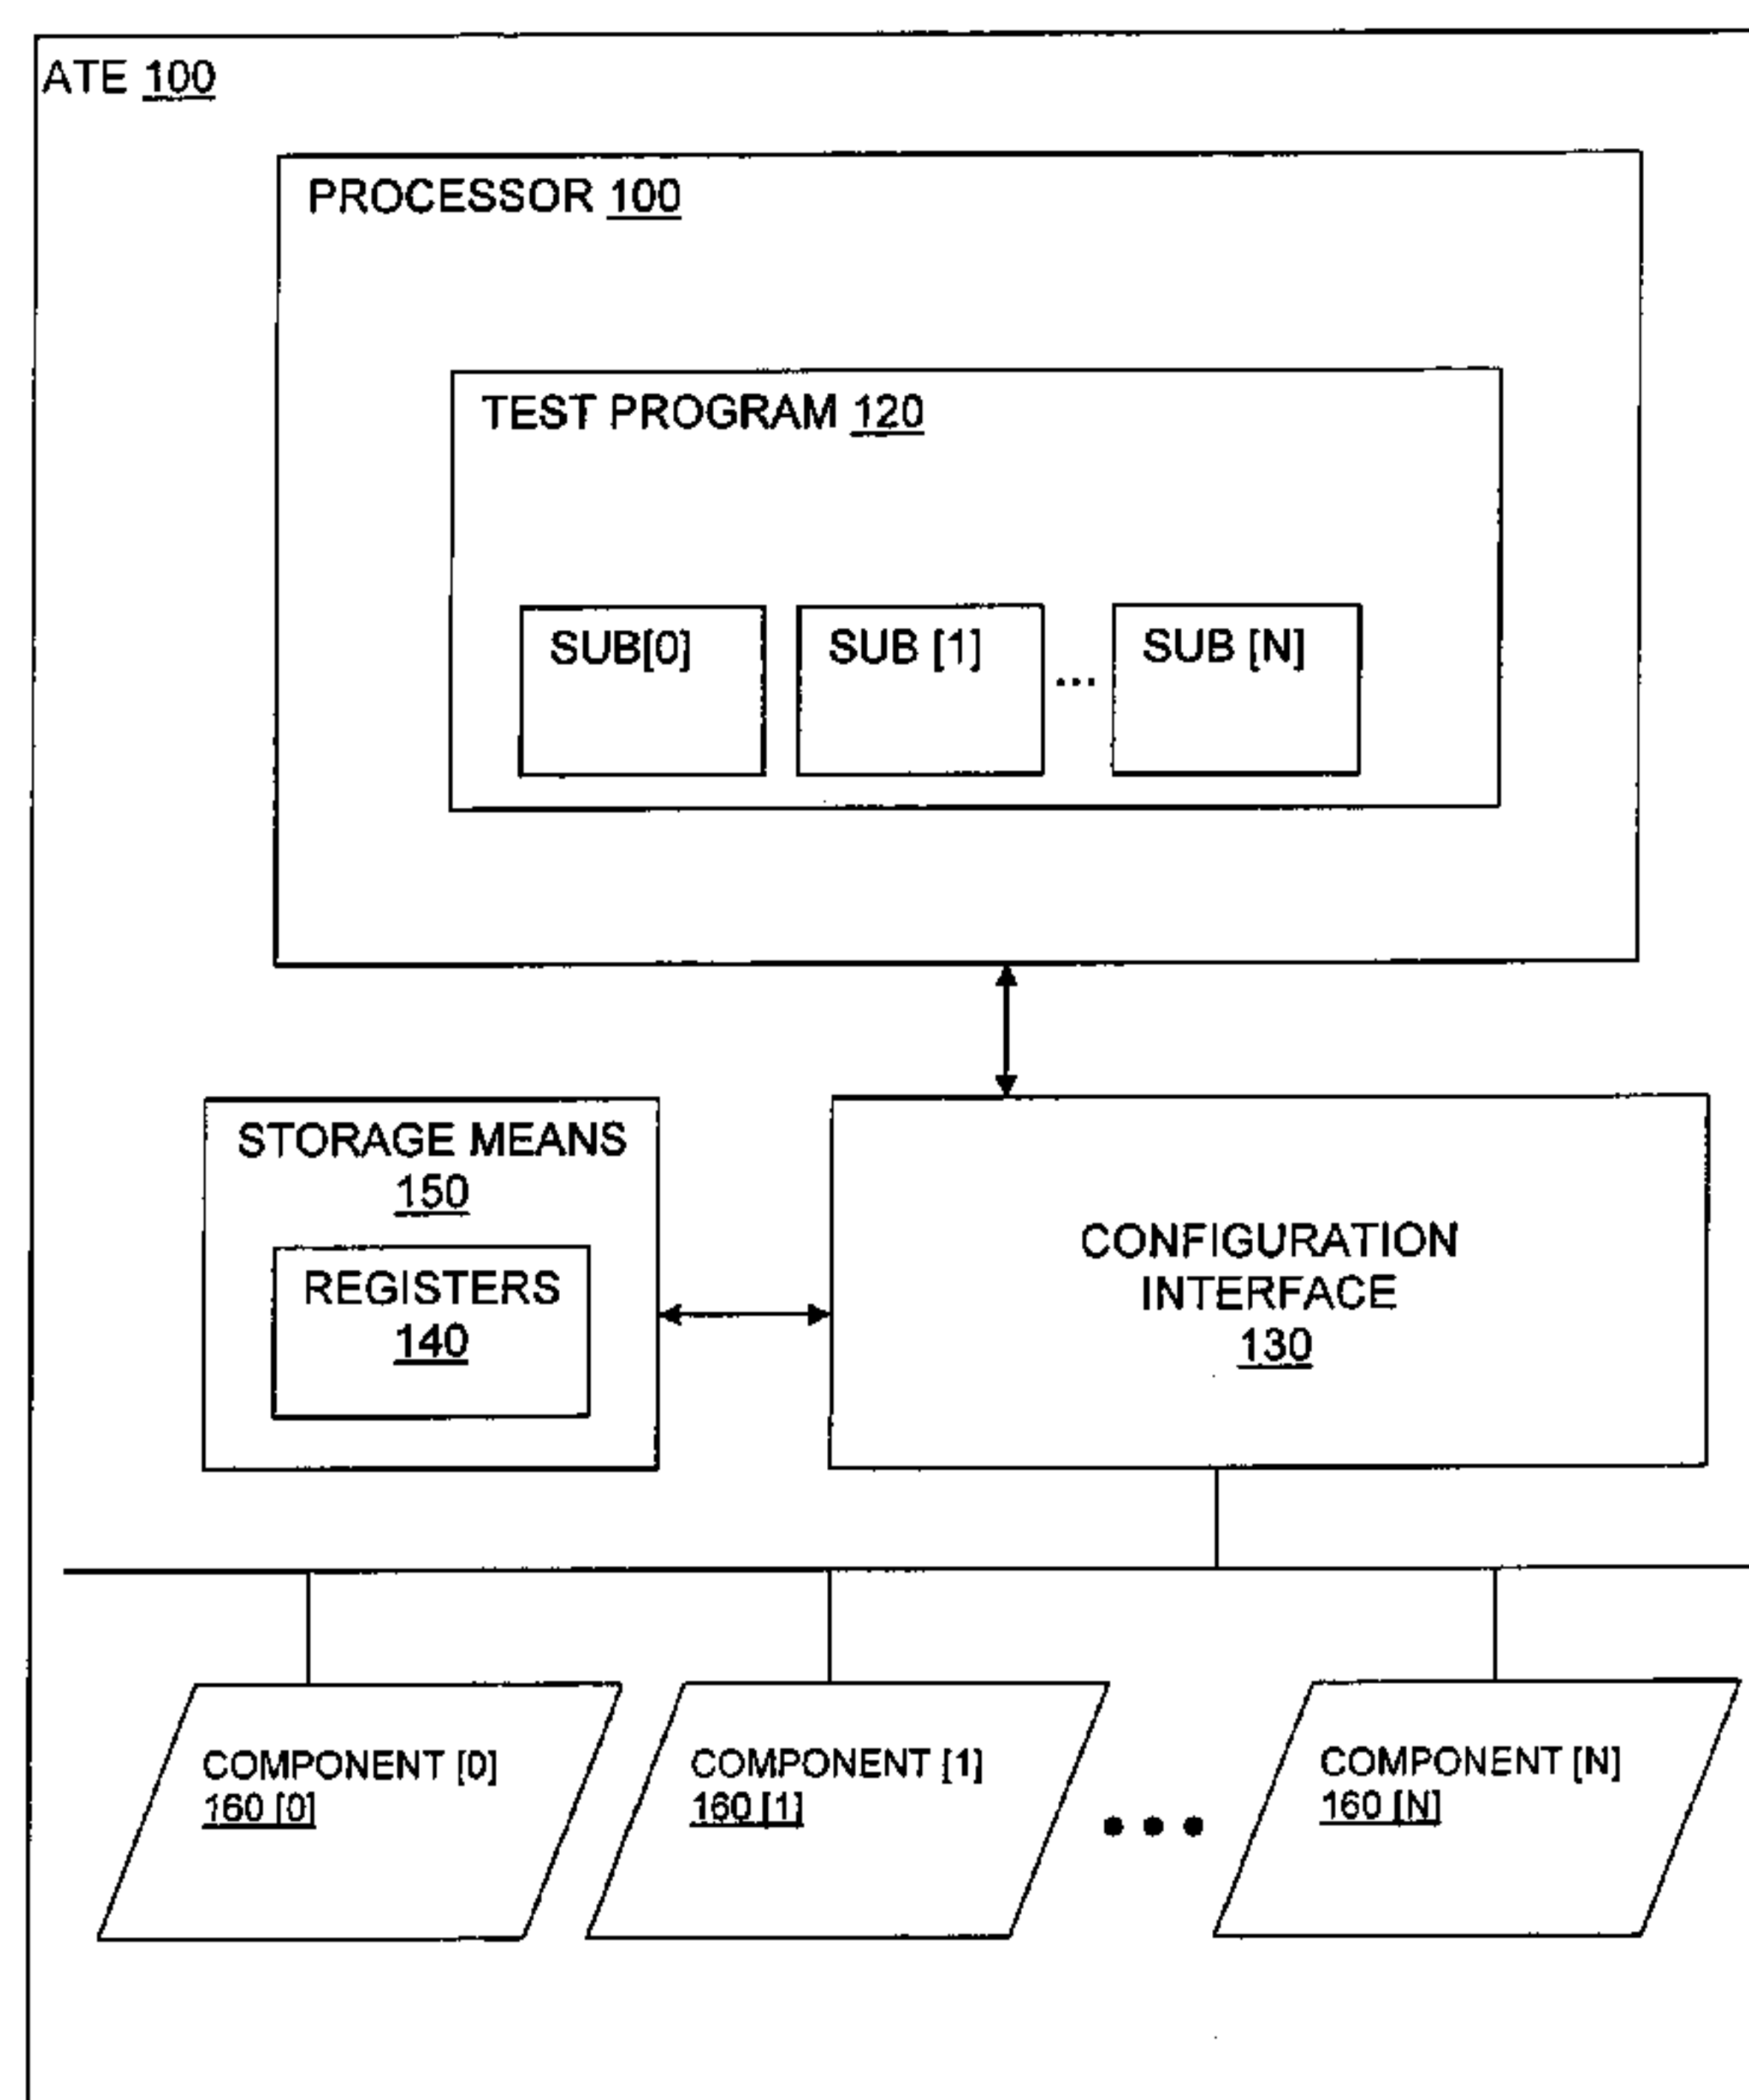 ATE 100
PROCESSOR 100
TEST PROGRAM 120
SUB[0]
SUB [1]
...
SUB [N]
STORAGE MEANS
150
REGISTERS
140
CONFIGURATION
INTERFACE
130
COMPONENT [0]
160 [0]
COMPONENT [1]
160 [1]
COMPONENT [N]
160 [N]